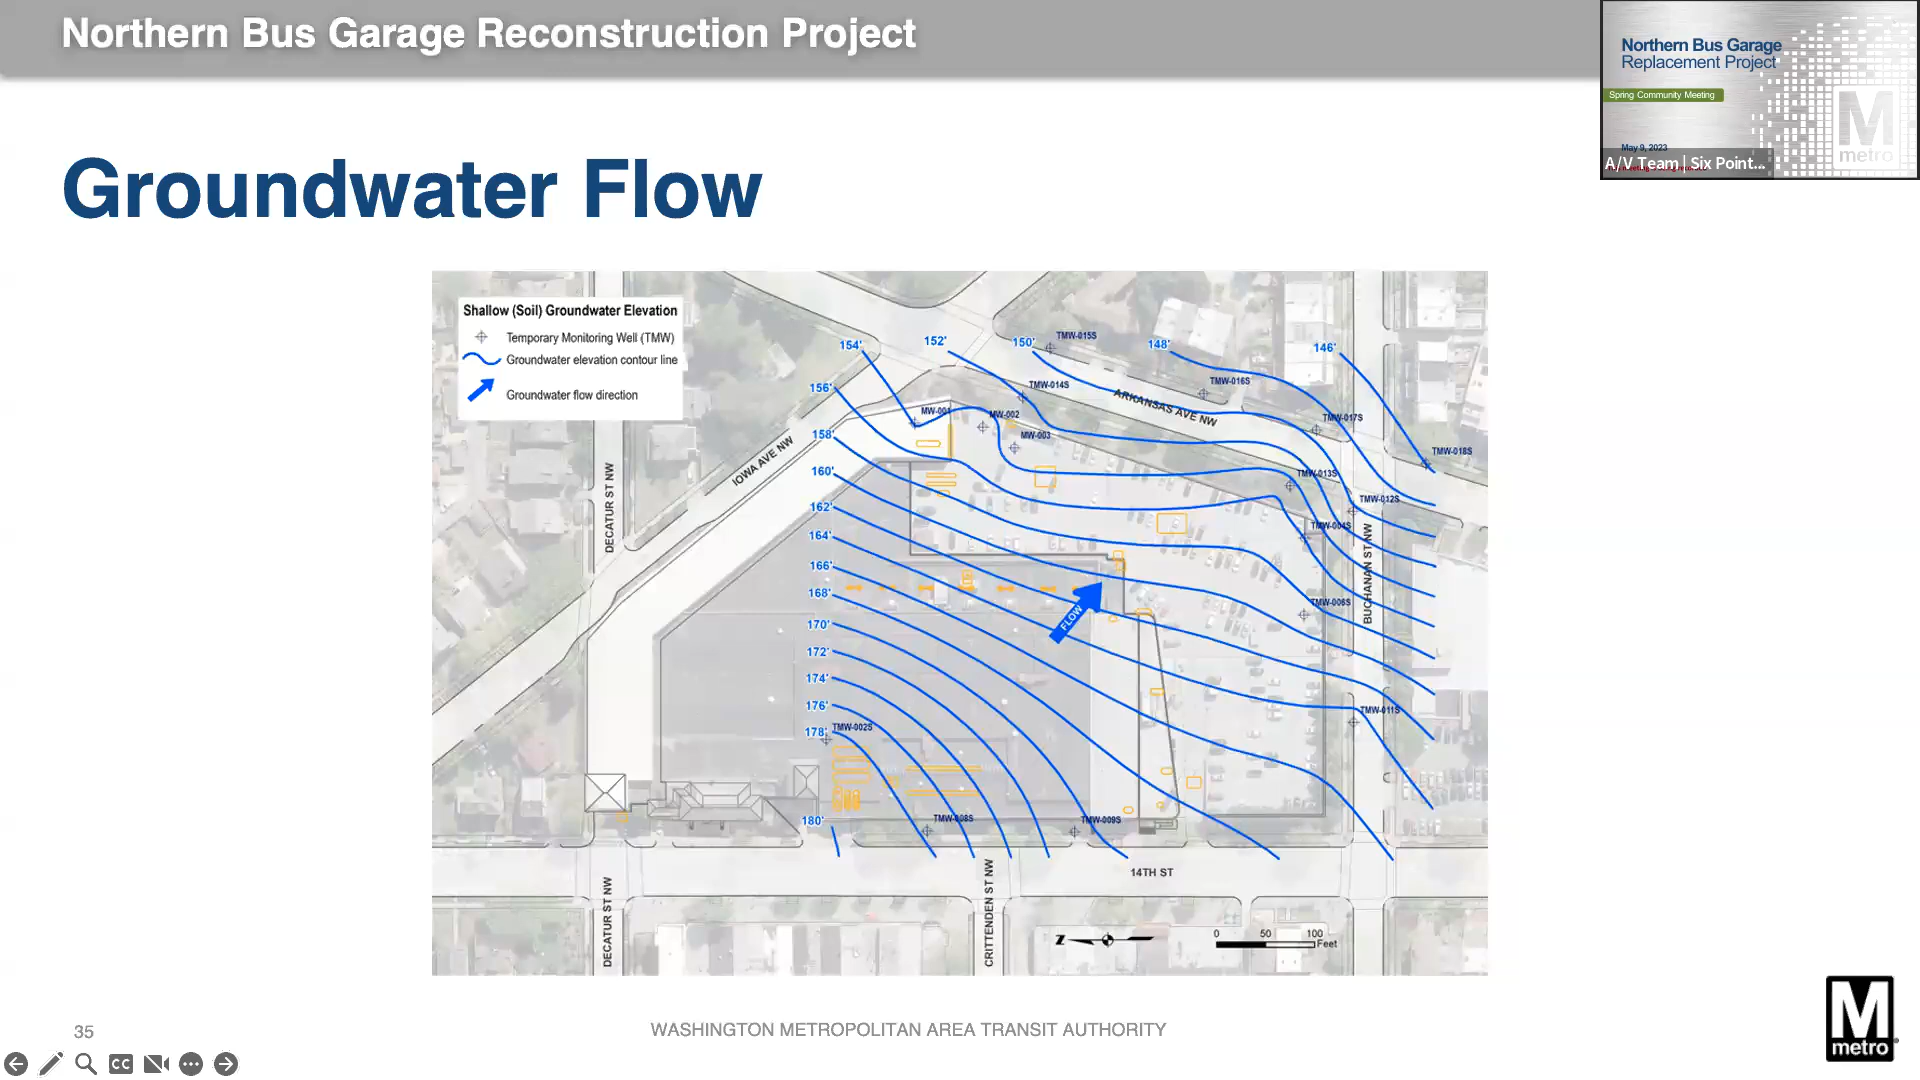 Northern Bus Garage Reconstruction Project
Northern Bus Garage
Replacement Project
Spring Community Meeting
May 9, 2023
A/V Team | Six Point...
M
metro
Groundwater Flow
Shallow (Soil) Groundwater Elevation
Temporary Monitoring Well (TMW)
Groundwater elevation contour line
Groundwater flow direction
154'
152'
150'
148'
146'
TMW-015S
TMW-014S
TMW-016S
ARKANSAS AVE NW
156'
MW-001
MW-002
MW-003
TMW-017S
158'
IOWA AVE NW
TMW-018S
160'
TMW-013S
162'
TMW-012S
DECATUR ST NW
TMW-004S
164'
166'
BUCHANAN ST NW
168'
TMW-006S
FLOW
170'
172'
174'
176'
TMW-011S
178'
TMW-002S
180'
TMW-008S
TMW-009S
14TH ST
DECATUR ST NW
CRITTENDEN ST NW
Z
0 50 100
Feet
35
WASHINGTON METROPOLITAN AREA TRANSIT AUTHORITY
M
metro
CC